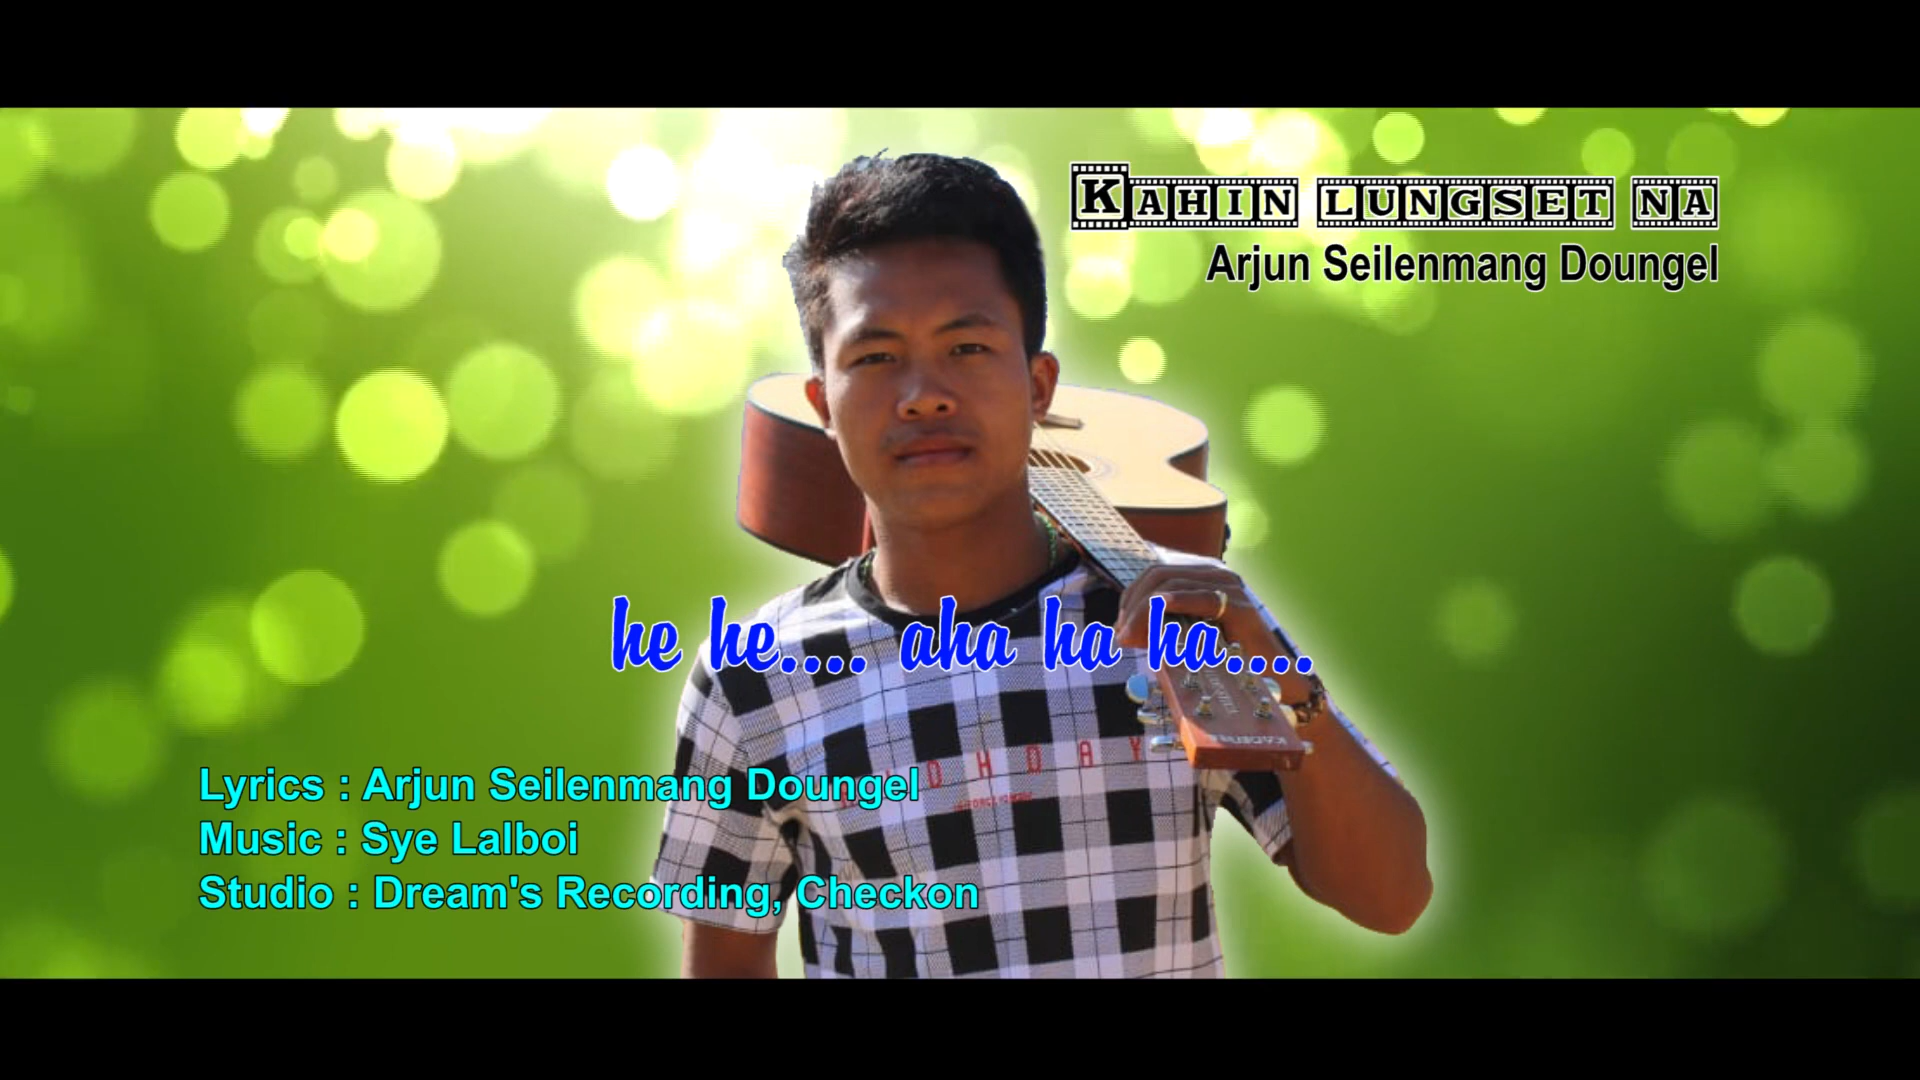 Kahin lungset na
Arjun Seilenmang Doungel
he he.... aha ha ha....
H O A Y
Lyrics : Arjun Seilenmang Doungel
Music : Sye Lalboi
Studio : Dream's Recording, Checkon